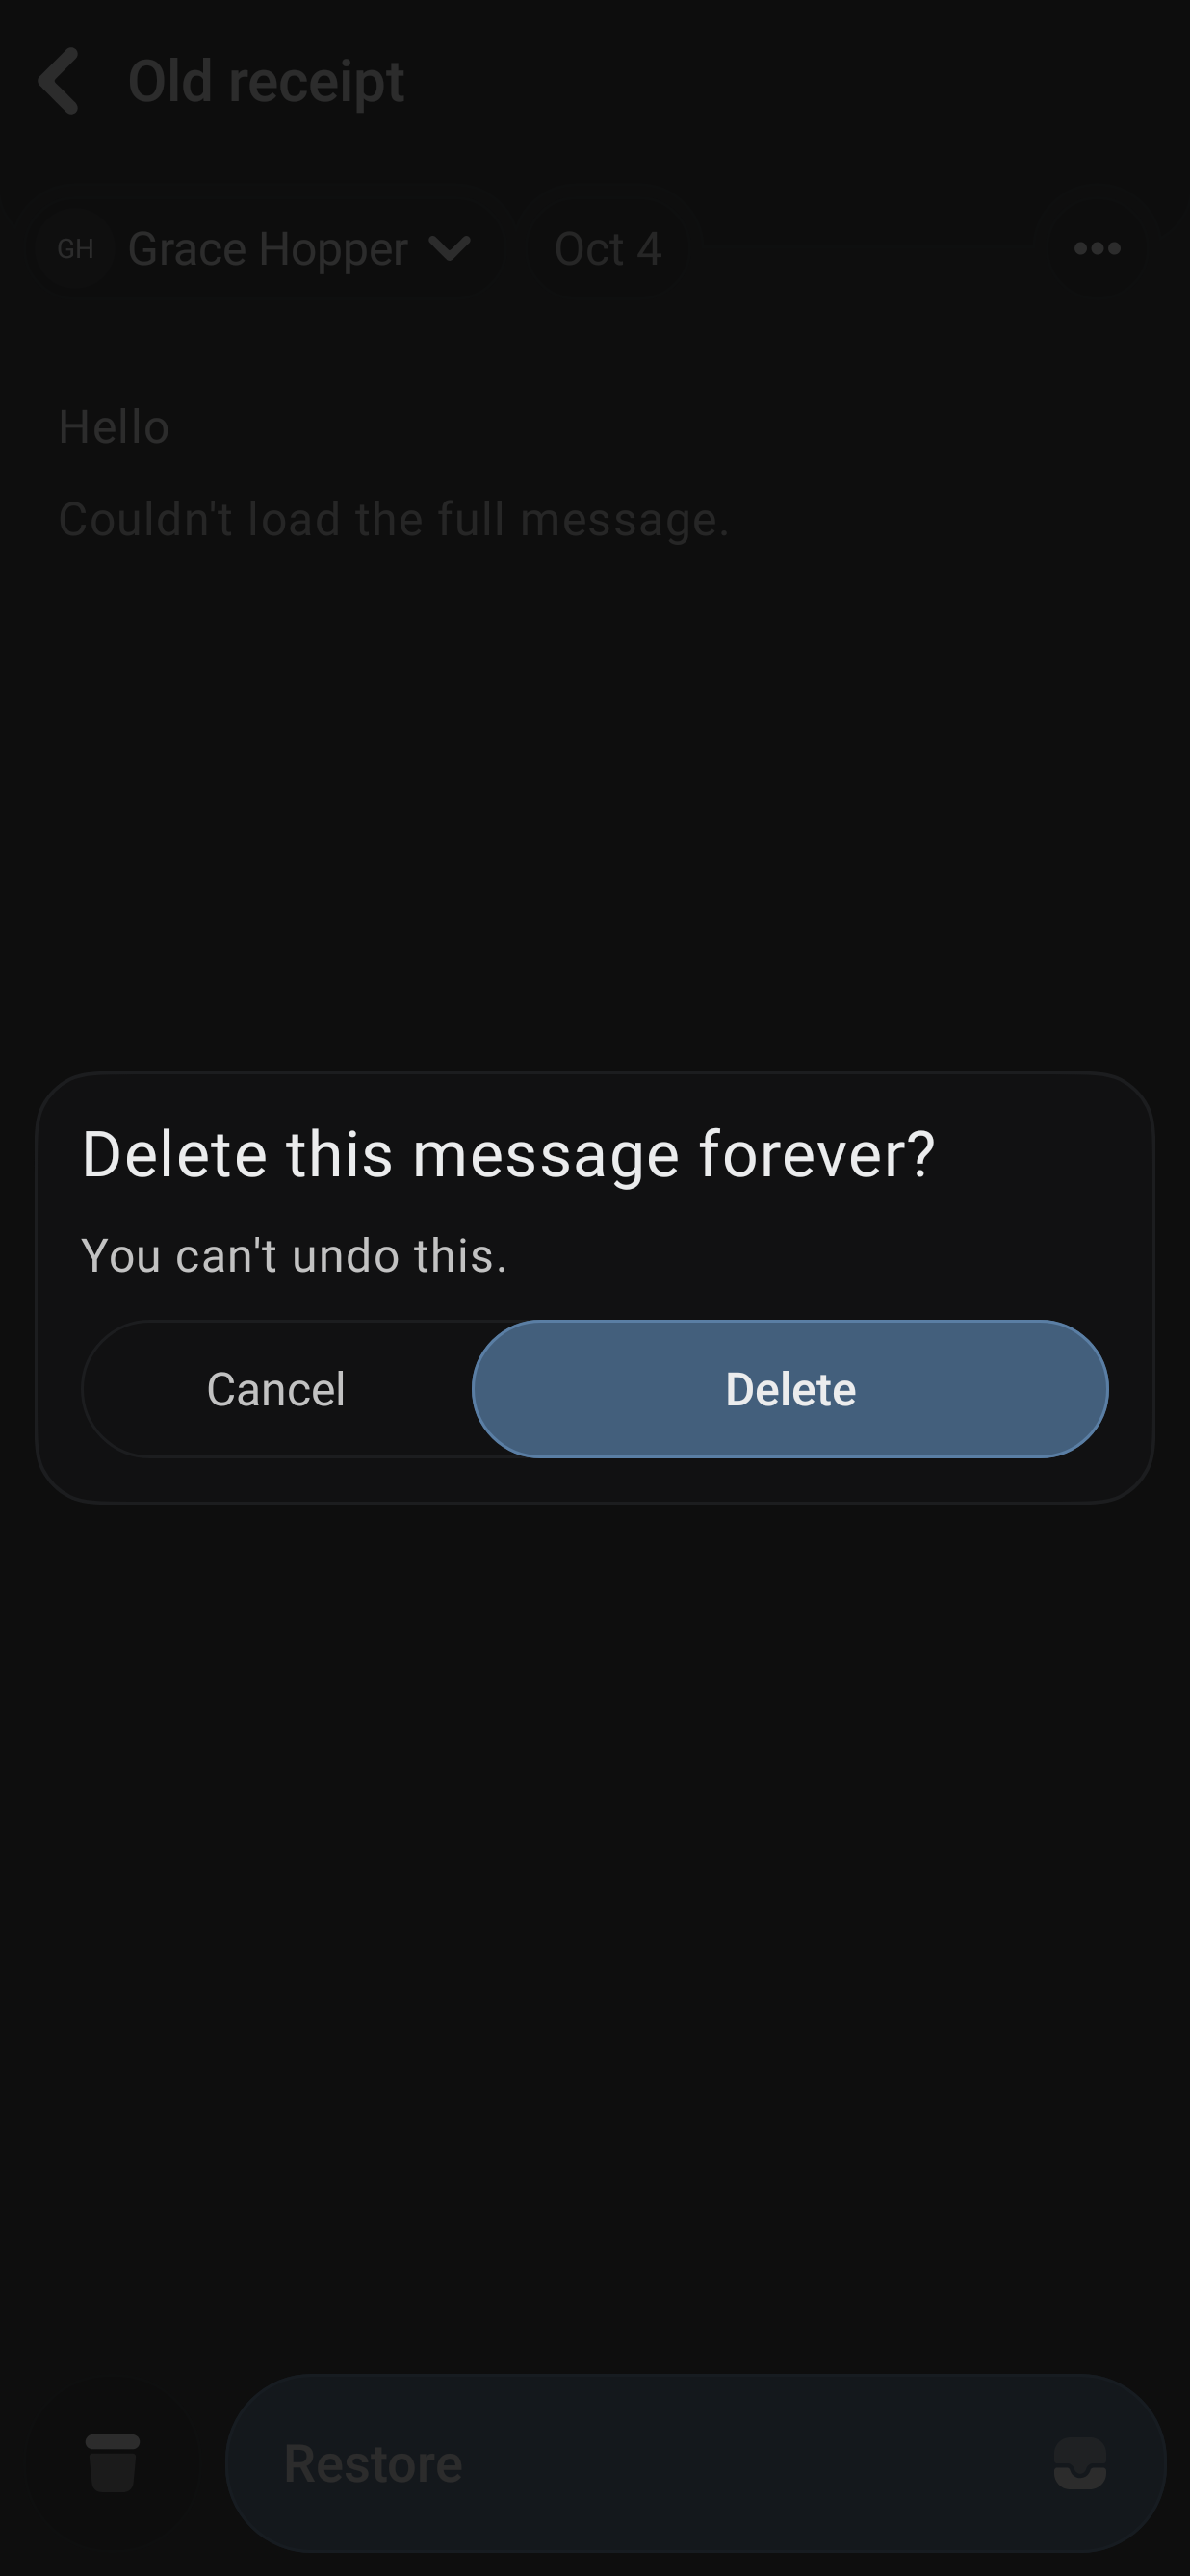 Old receipt
GH Grace Hopper Oct 4
Hello
Couldn't load the full message.
Delete this message forever?
You can't undo this.
Cancel Delete
Restore